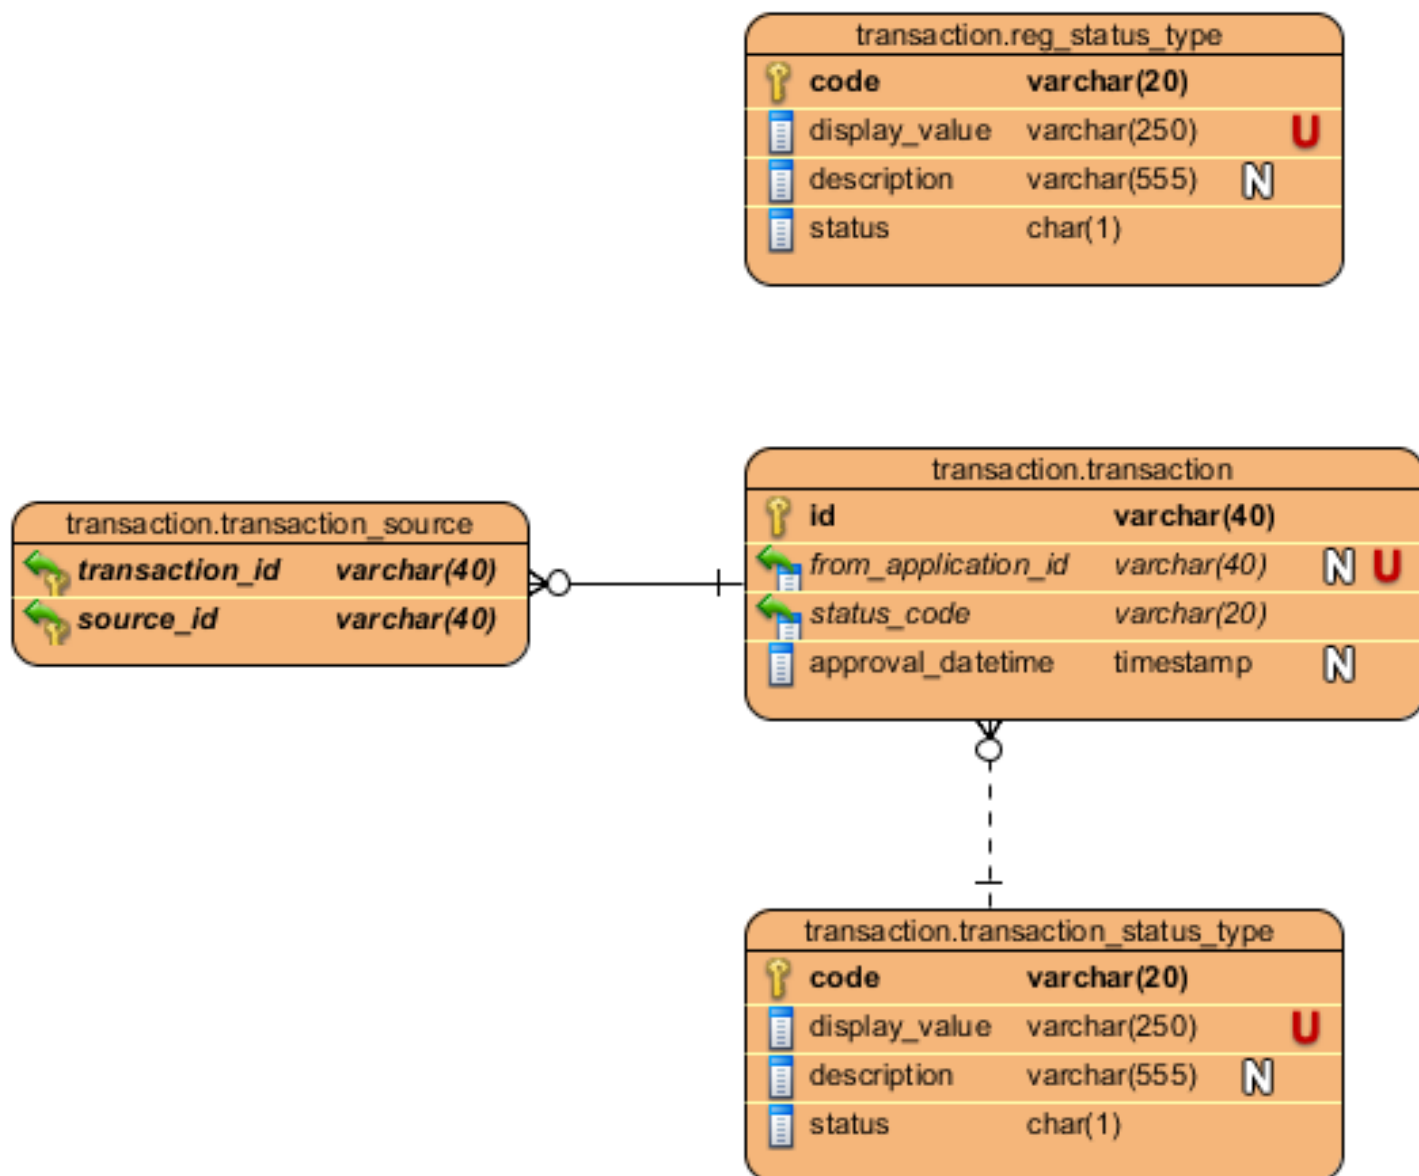 transaction.reg_status_type
code varchar(20)
display_value varchar(250) U
description varchar(555) N
status char(1)
transaction.transaction_source
transaction_id varchar(40)
source_id varchar(40)
transaction.transaction
id varchar(40)
from_application_id varchar(40) N U
status_code varchar(20)
approval_datetime timestamp N
transaction.transaction_status_type
code varchar(20)
display_value varchar(250) U
description varchar(555) N
status char(1)